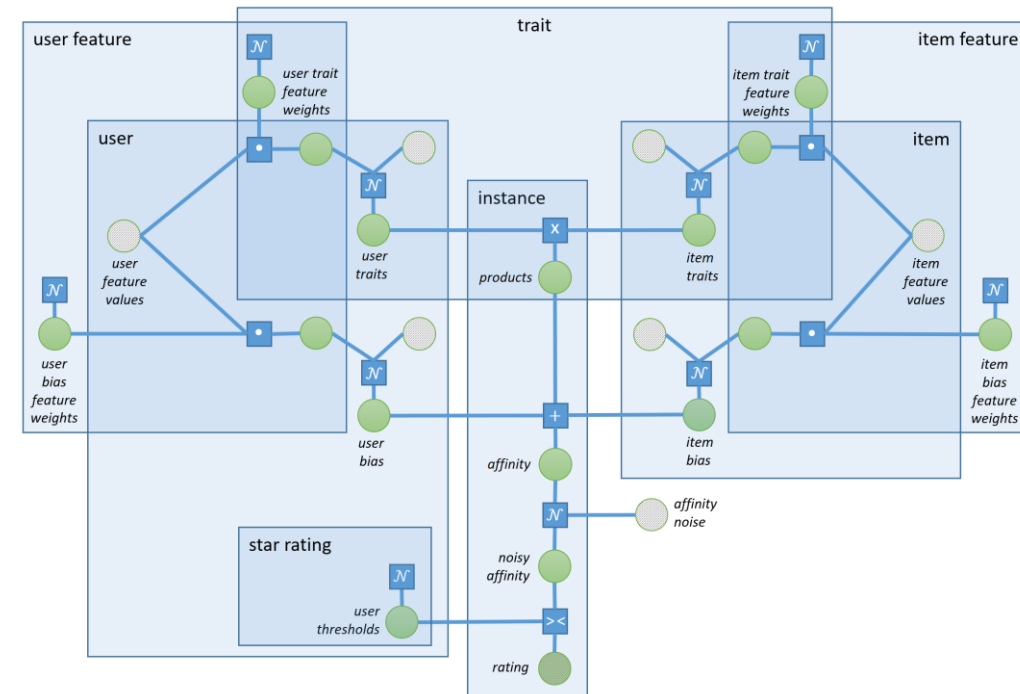 trait
user feature
item feature
𝒩
𝒩
user trait
feature
weights
item trait
feature
weights
user
item
•
•
𝒩
𝒩
instance
x
user
traits
item
traits
products
user
feature
values
item
feature
values
𝒩
𝒩
•
•
user
bias
feature
weights
item
bias
feature
weights
𝒩
𝒩
+
user
bias
item
bias
affinity
𝒩
affinity
noise
star rating
noisy
affinity
𝒩
user
thresholds
><
rating